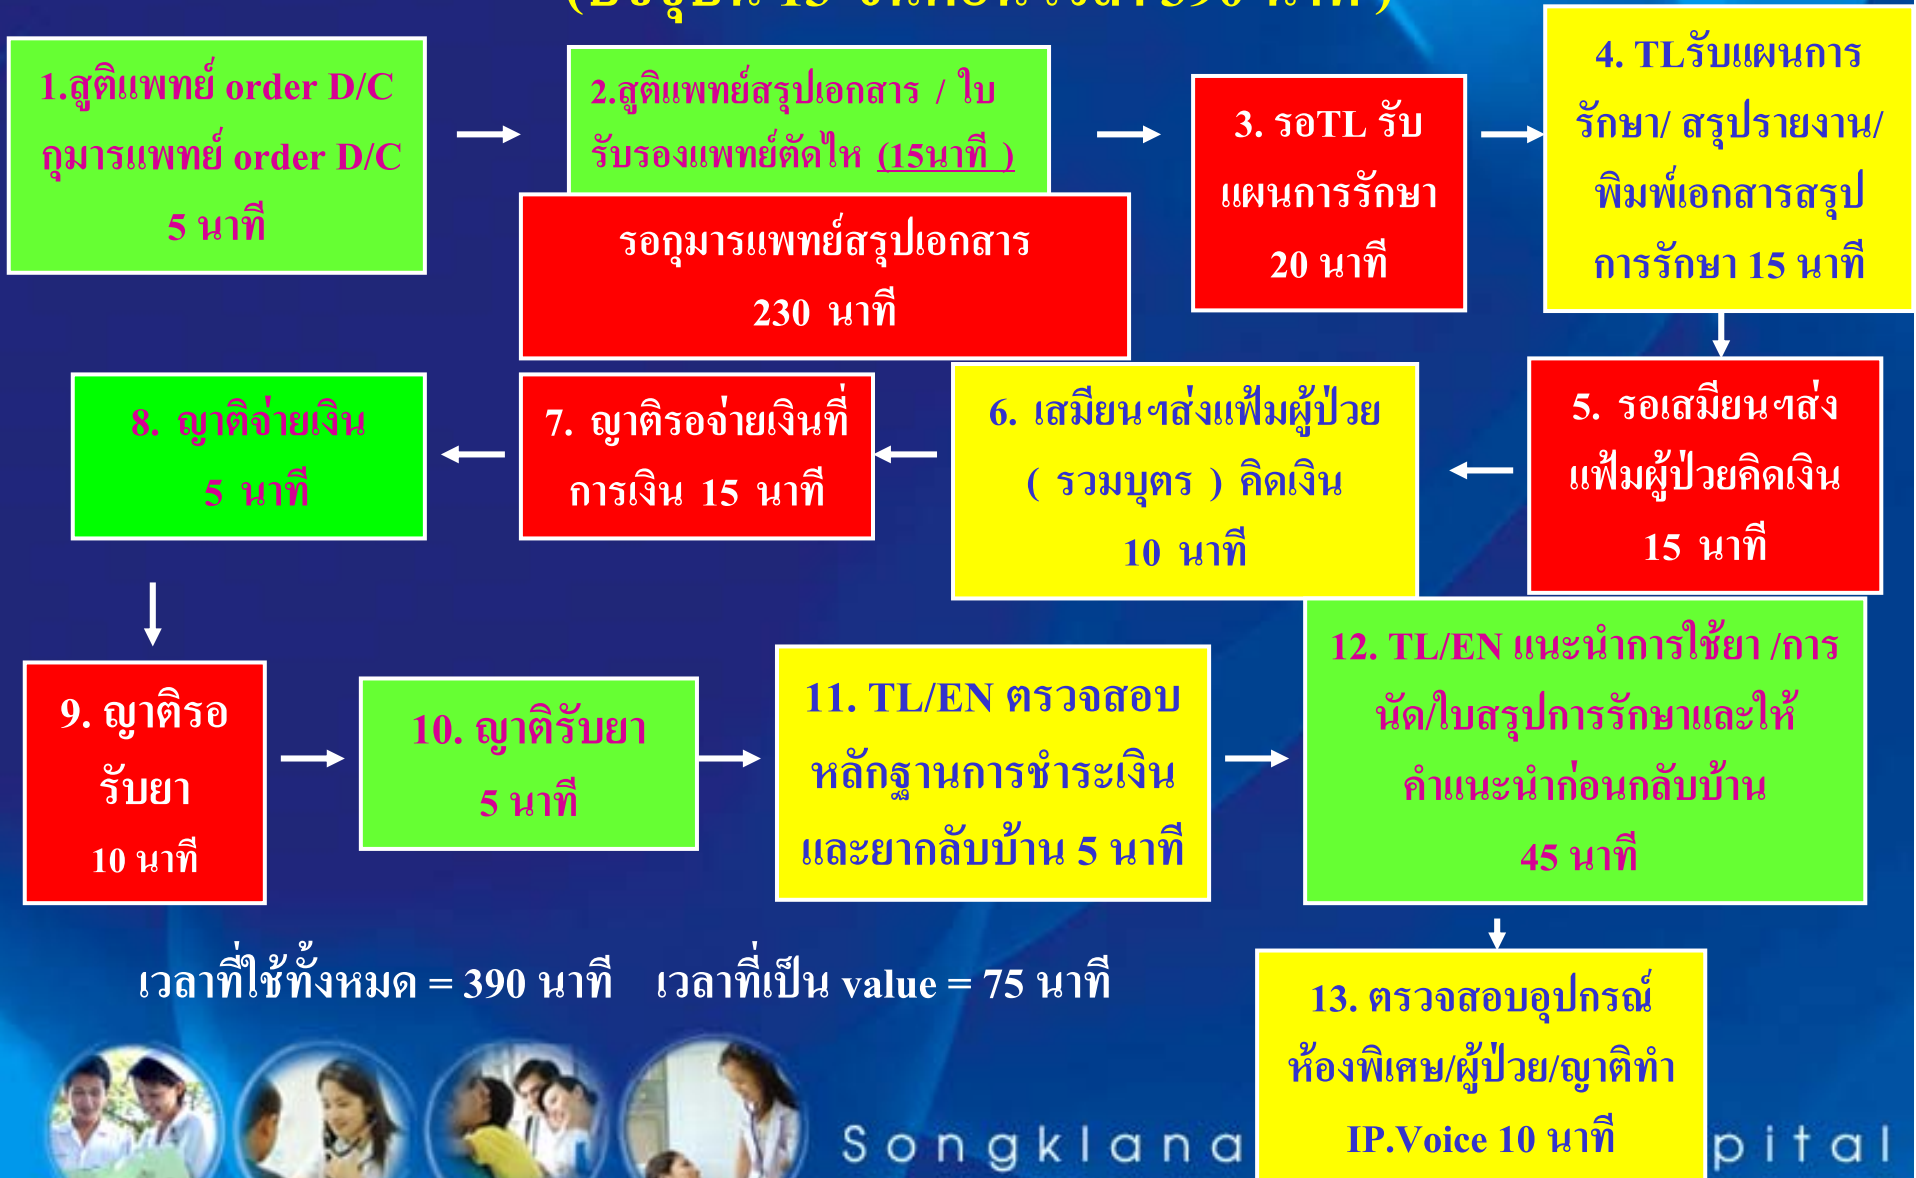 (ปัจจุบัน 13 ขั้นตอน เวลา 390 นาที )
1.สูติแพทย์ order D/C
กุมารแพทย์ order D/C
5 นาที
2.สูติแพทย์สรุปเอกสาร / ใบ
รับรองแพทย์ตัดไห (15นาที )
รอกุมารแพทย์สรุปเอกสาร
230 นาที
3. รอTL รับ
แผนการรักษา
20 นาที
4. TLรับแผนการ
รักษา/ สรุปรายงาน/
พิมพ์เอกสารสรุป
การรักษา 15 นาที
5. รอเสมียนฯส่ง
แฟ้มผู้ป่วยคิดเงิน
15 นาที
6. เสมียนฯส่งแฟ้มผู้ป่วย
( รวมบุตร ) คิดเงิน
10 นาที
7. ญาติรอจ่ายเงินที่
การเงิน 15 นาที
8. ญาติจ่ายเงิน
5 นาที
9. ญาติรอ
รับยา
10 นาที
10. ญาติรับยา
5 นาที
11. TL/EN ตรวจสอบ
หลักฐานการชำระเงิน
และยากลับบ้าน 5 นาที
12. TL/EN แนะนำการใช้ยา /การ
นัด/ใบสรุปการรักษาและให้
คำแนะนำก่อนกลับบ้าน
45 นาที
13. ตรวจสอบอุปกรณ์
ห้องพิเศษ/ผู้ป่วย/ญาติทำ
IP.Voice 10 นาที
เวลาที่ใช้ทั้งหมด = 390 นาที เวลาที่เป็น value = 75 นาที
Songklana pital